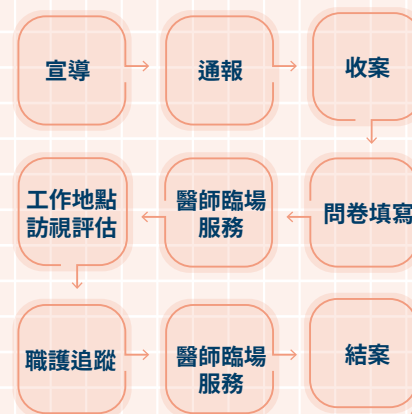 宣導
通報
收案
問卷填寫
醫師臨場
服務
工作地點
訪視評估
職護追蹤
醫師臨場
服務
結案